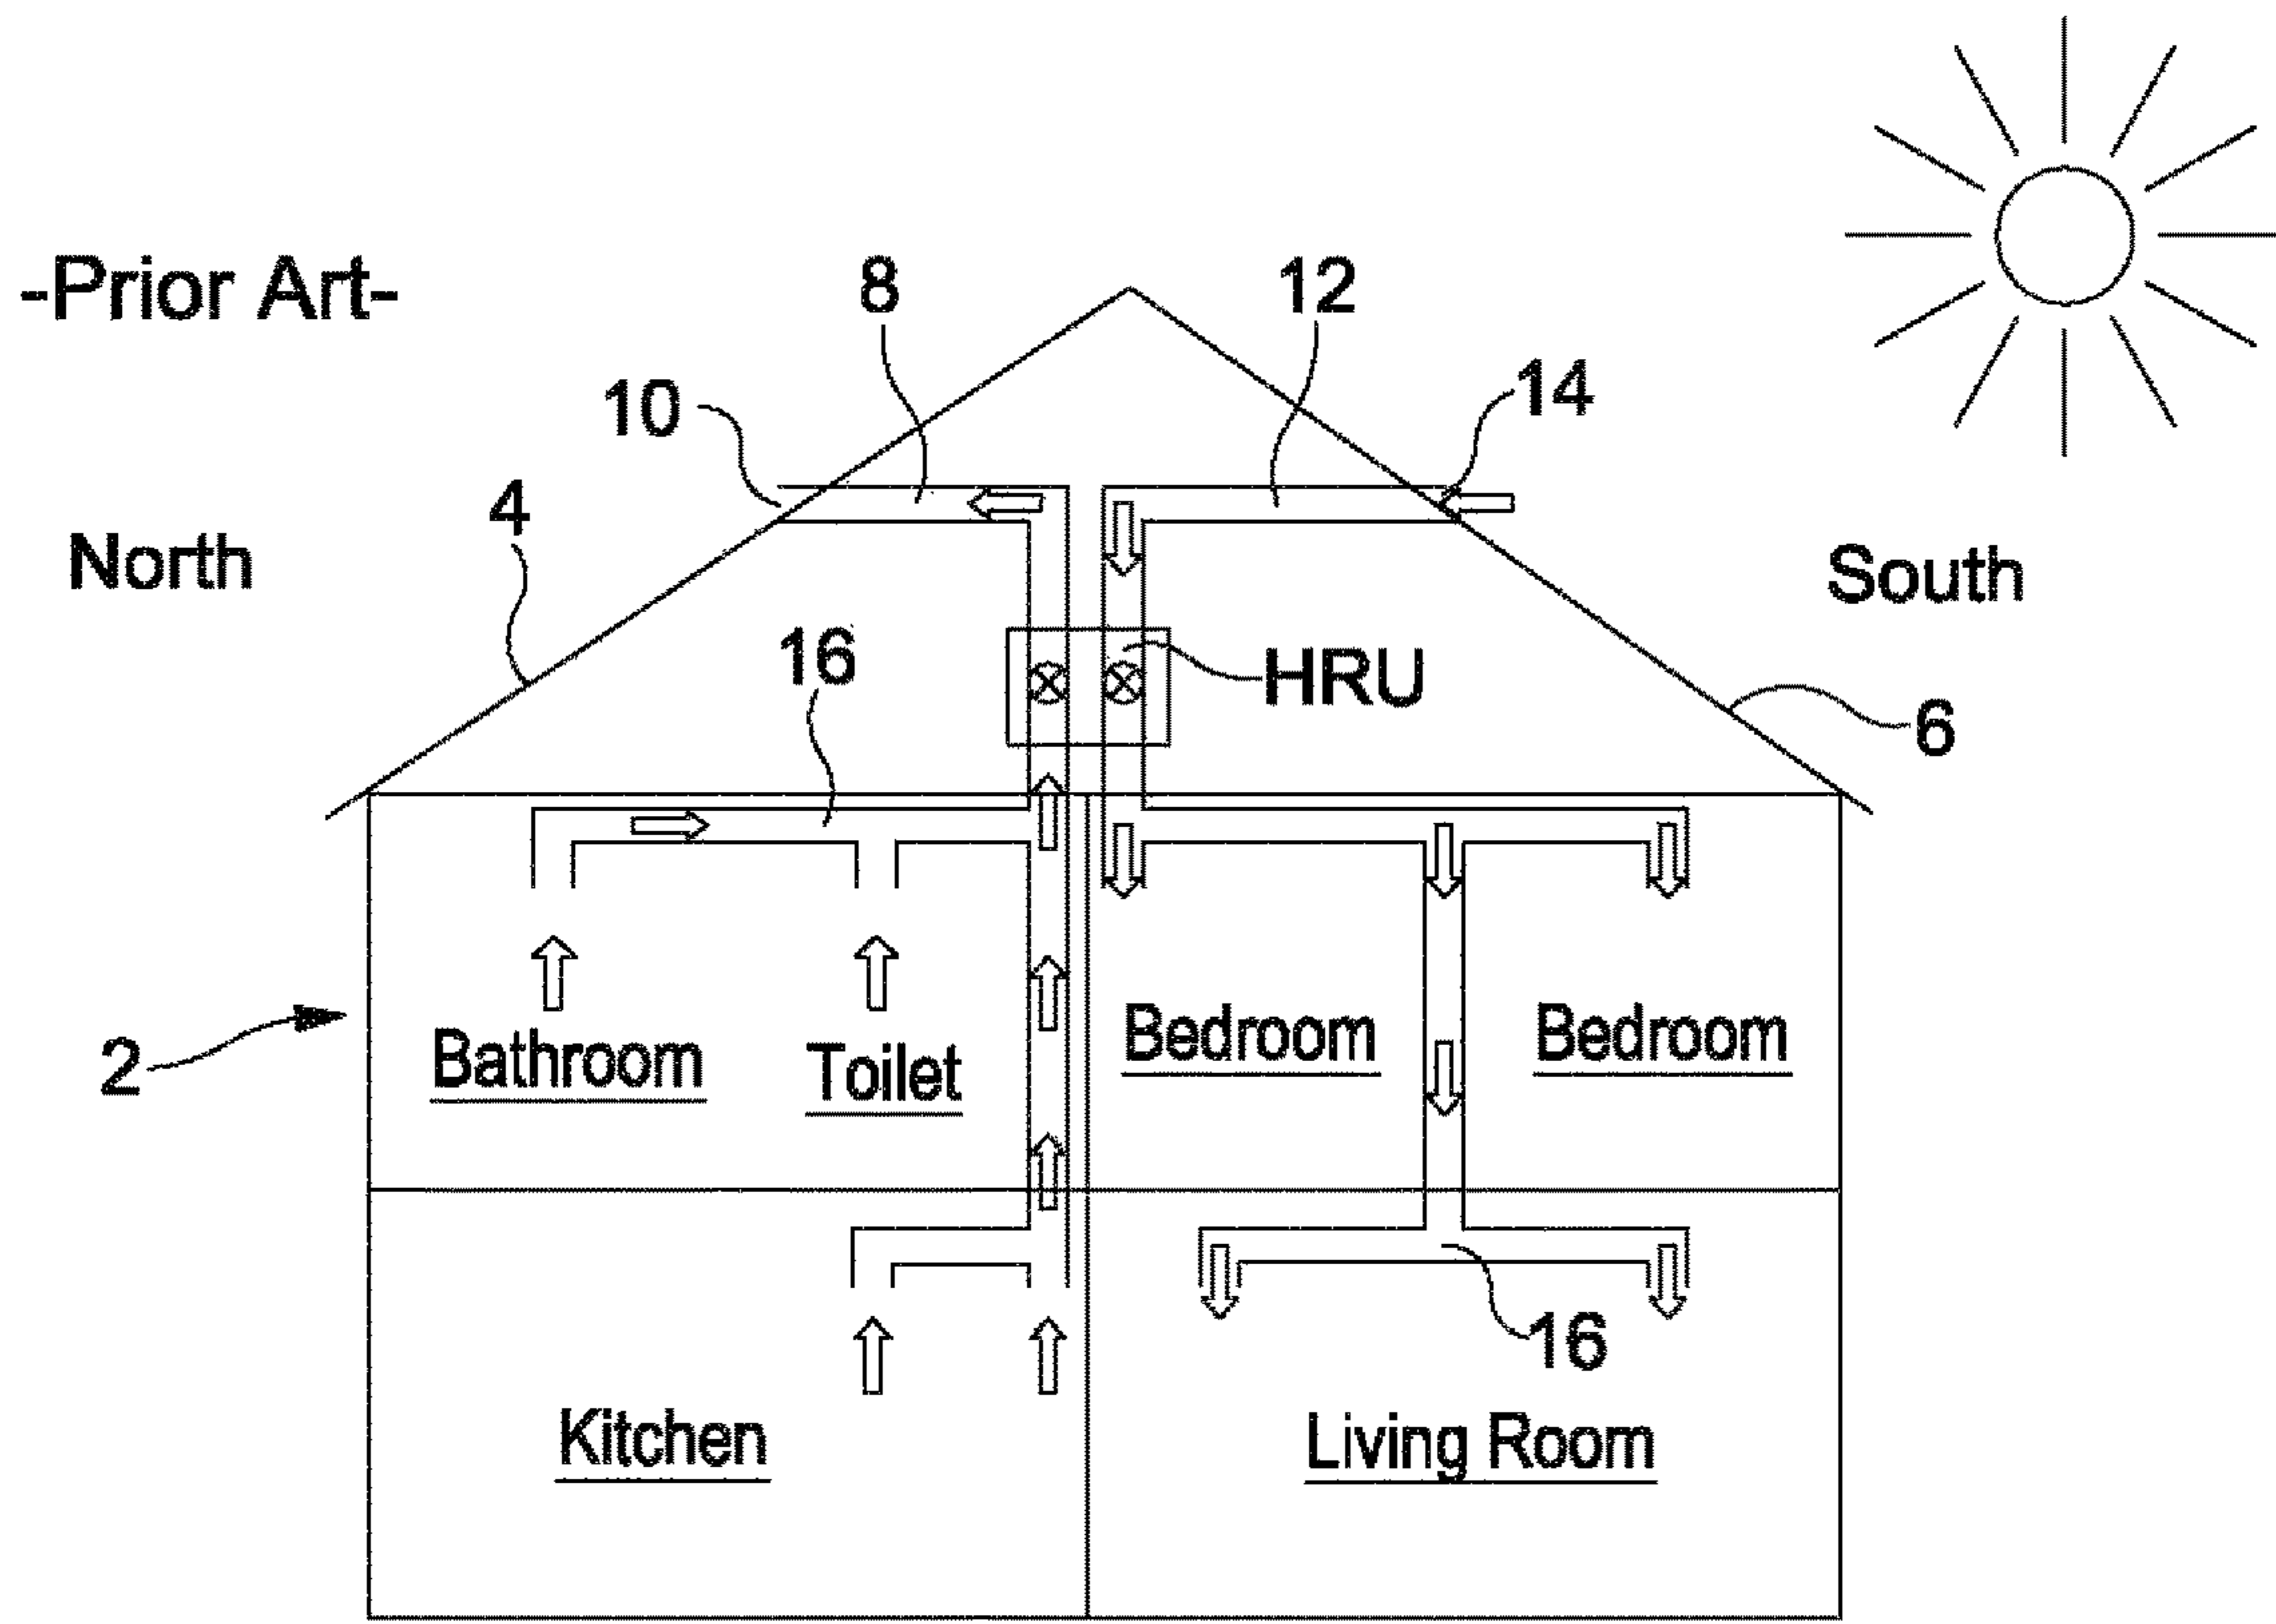 -Prior Art-
8
12
10
14
4
North
South
16
HRU
6
2
Bathroom
Toilet
Bedroom
Bedroom
16
Kitchen
Living Room